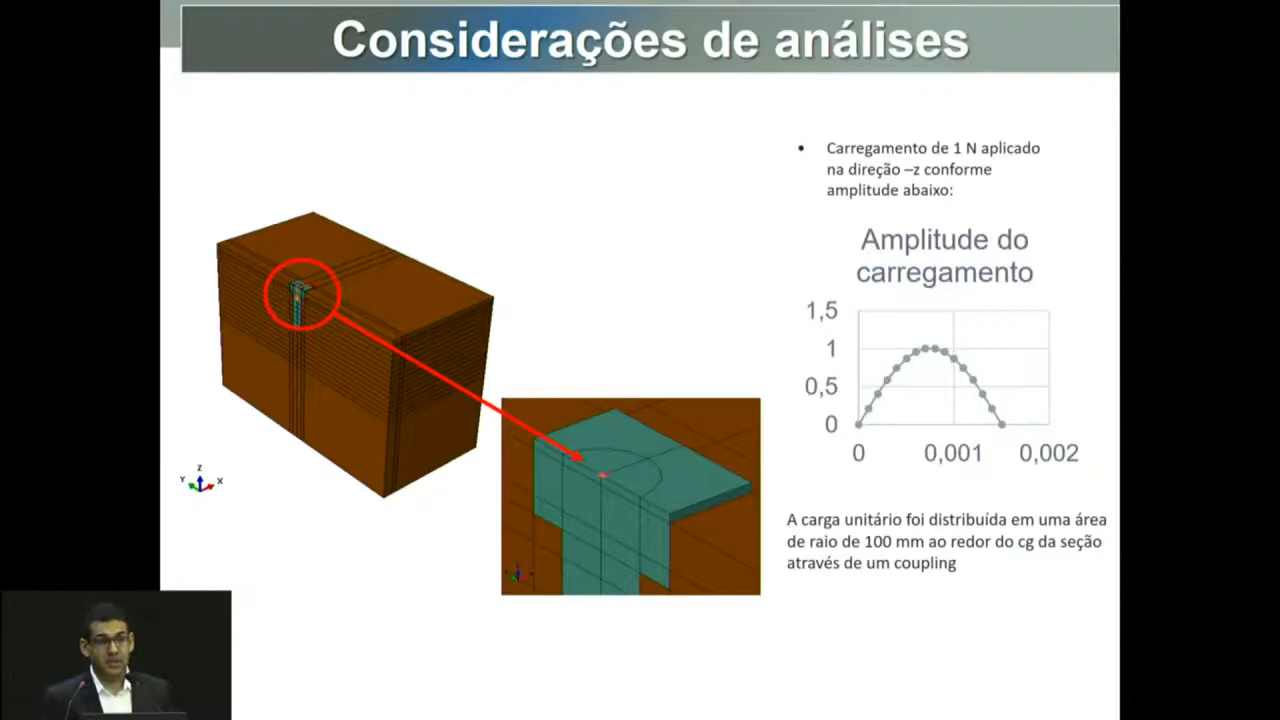 Considerações de análises
• Carregamento de 1 N aplicado
na direção –z conforme
amplitude abaixo:
Amplitude do
carregamento
1,5
1
0,5
0
0 0,001 0,002
Z
Y X
A carga unitário foi distribuída em uma área
de raio de 100 mm ao redor do cg da seção
através de um coupling